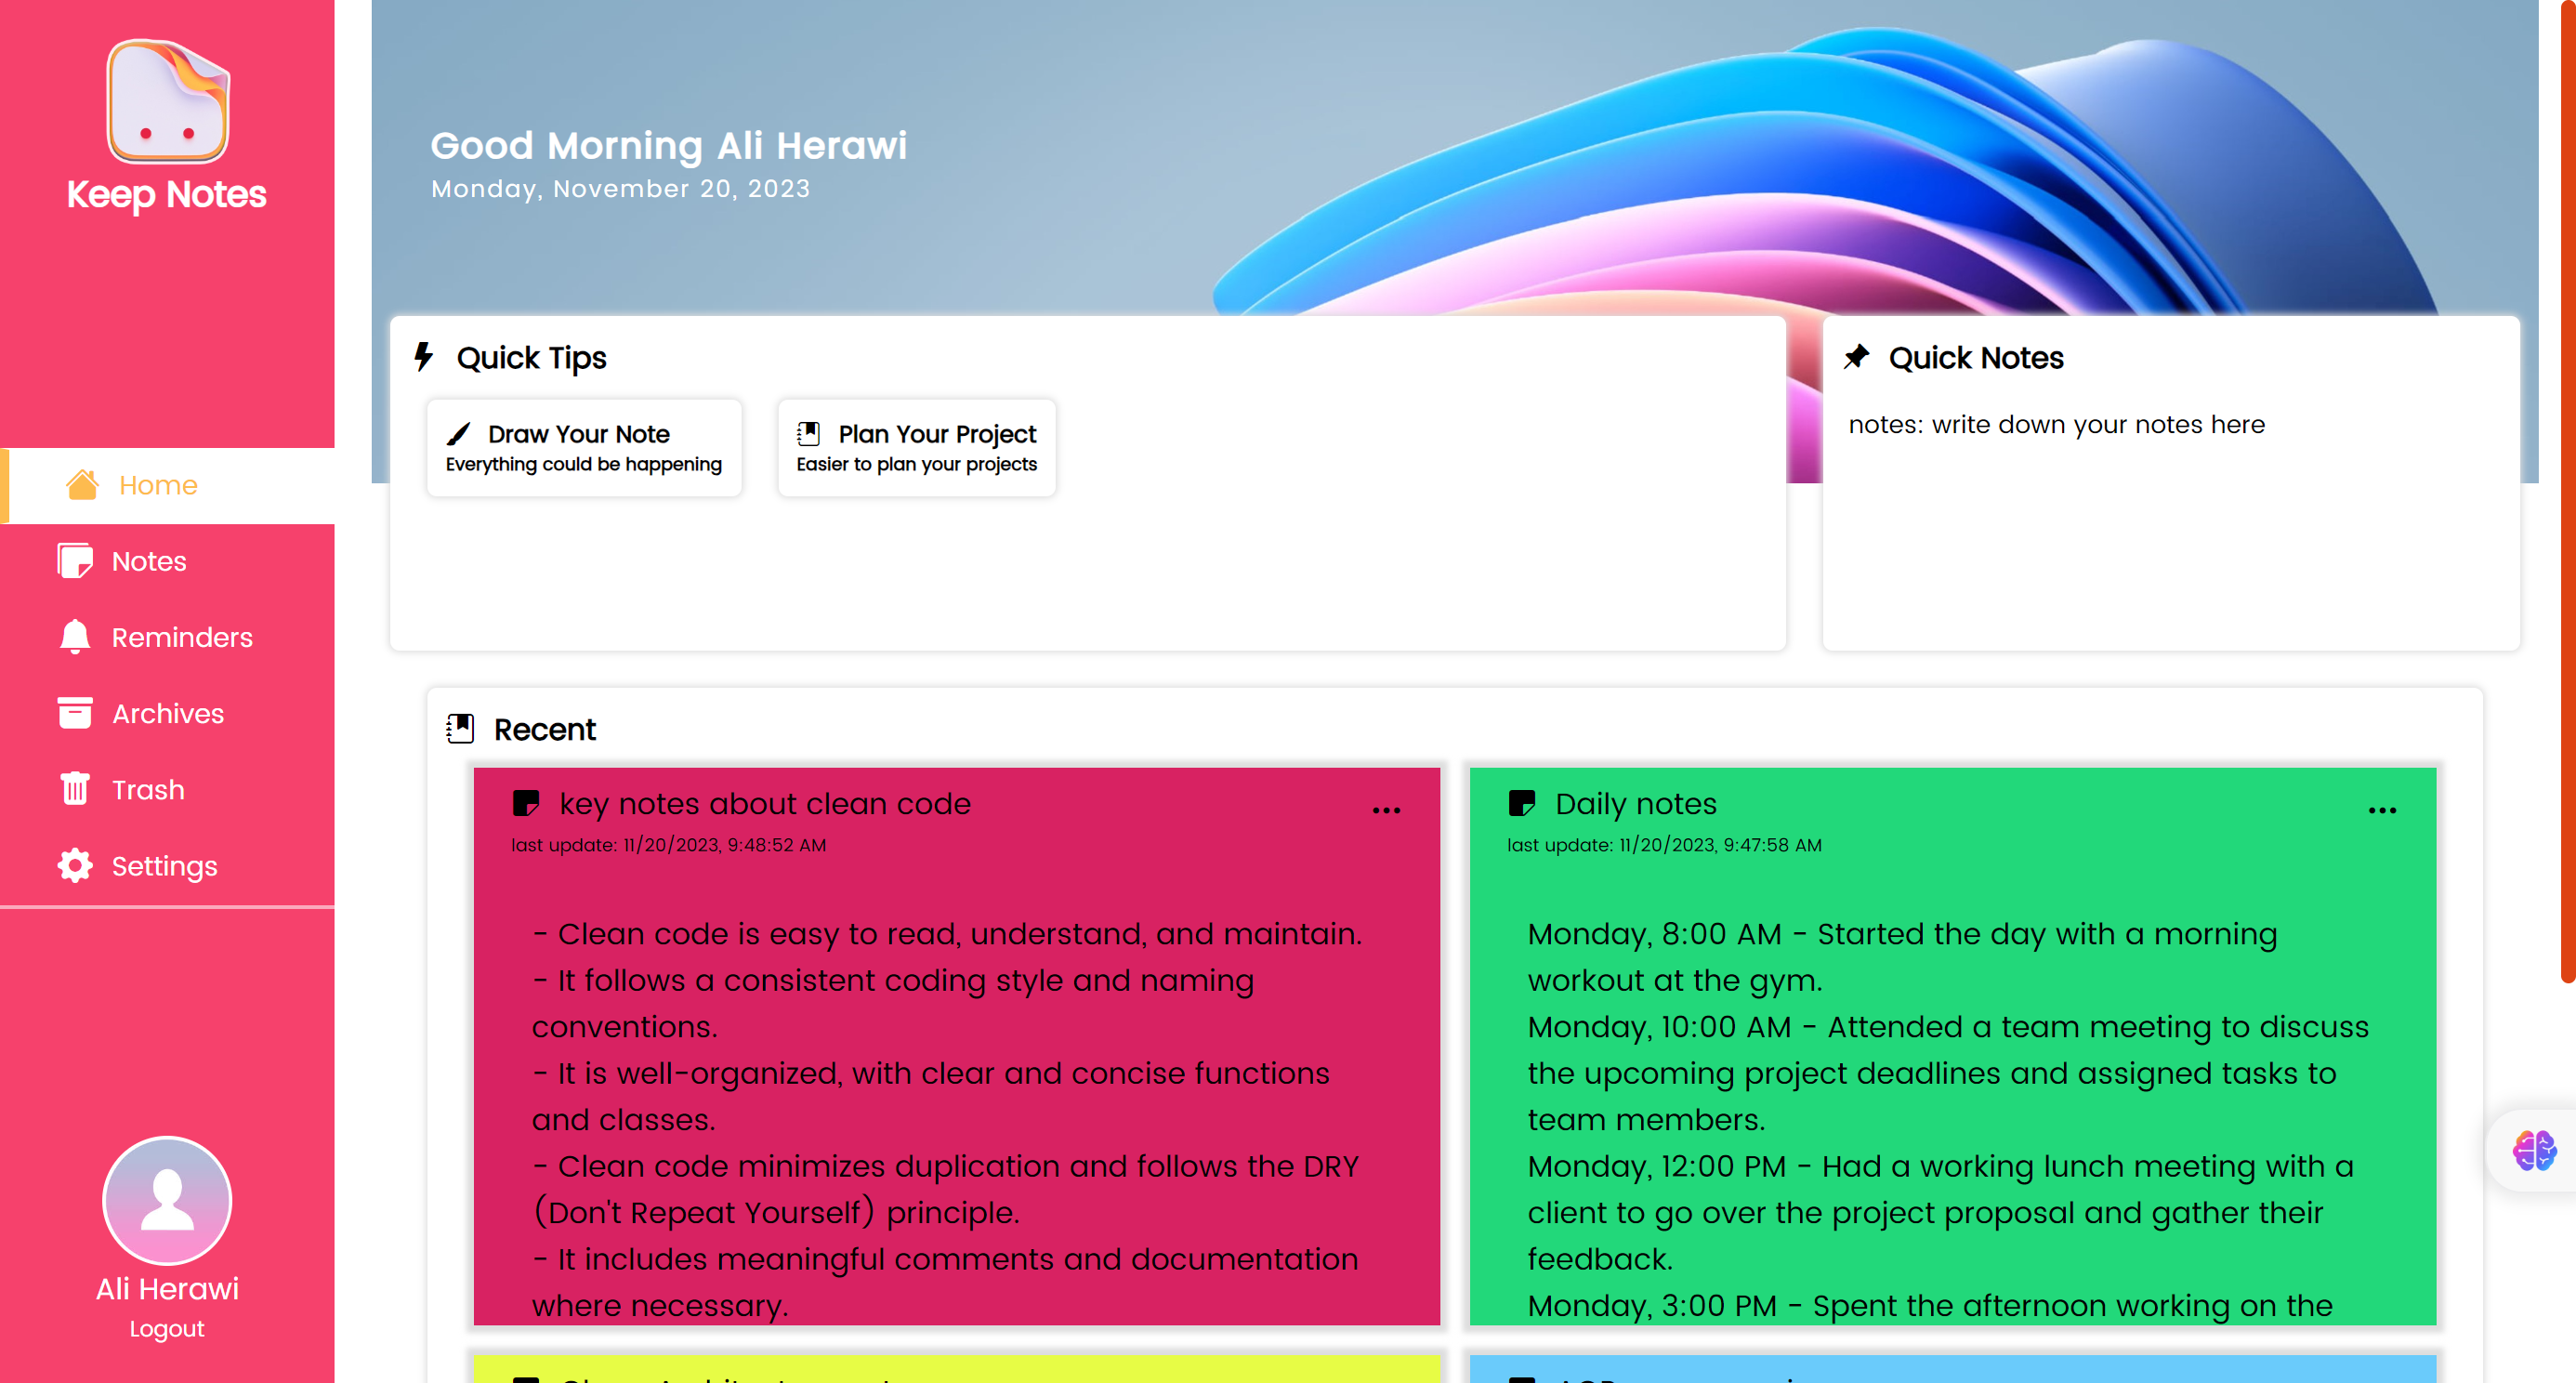 Keep Notes
Home
Notes
Reminders
Archives
Trash
Settings
Ali Herawi
Logout
Good Morning Ali Herawi
Monday, November 20, 2023
Quick Tips
Draw Your Note
Everything could be happening
Plan Your Project
Easier to plan your projects
Quick Notes
notes: write down your notes here
Recent
key notes about clean code
last update: 11/20/2023, 9:48:52 AM
- Clean code is easy to read, understand, and maintain.
- It follows a consistent coding style and naming
conventions.
- It is well-organized, with clear and concise functions
and classes.
- Clean code minimizes duplication and follows the DRY
(Don't Repeat Yourself) principle.
- It includes meaningful comments and documentation
where necessary.
Daily notes
last update: 11/20/2023, 9:47:58 AM
Monday, 8:00 AM - Started the day with a morning
workout at the gym.
Monday, 10:00 AM - Attended a team meeting to discuss
the upcoming project deadlines and assigned tasks to
team members.
Monday, 12:00 PM - Had a working lunch meeting with a
client to go over the project proposal and gather their
feedback.
Monday, 3:00 PM - Spent the afternoon working on the